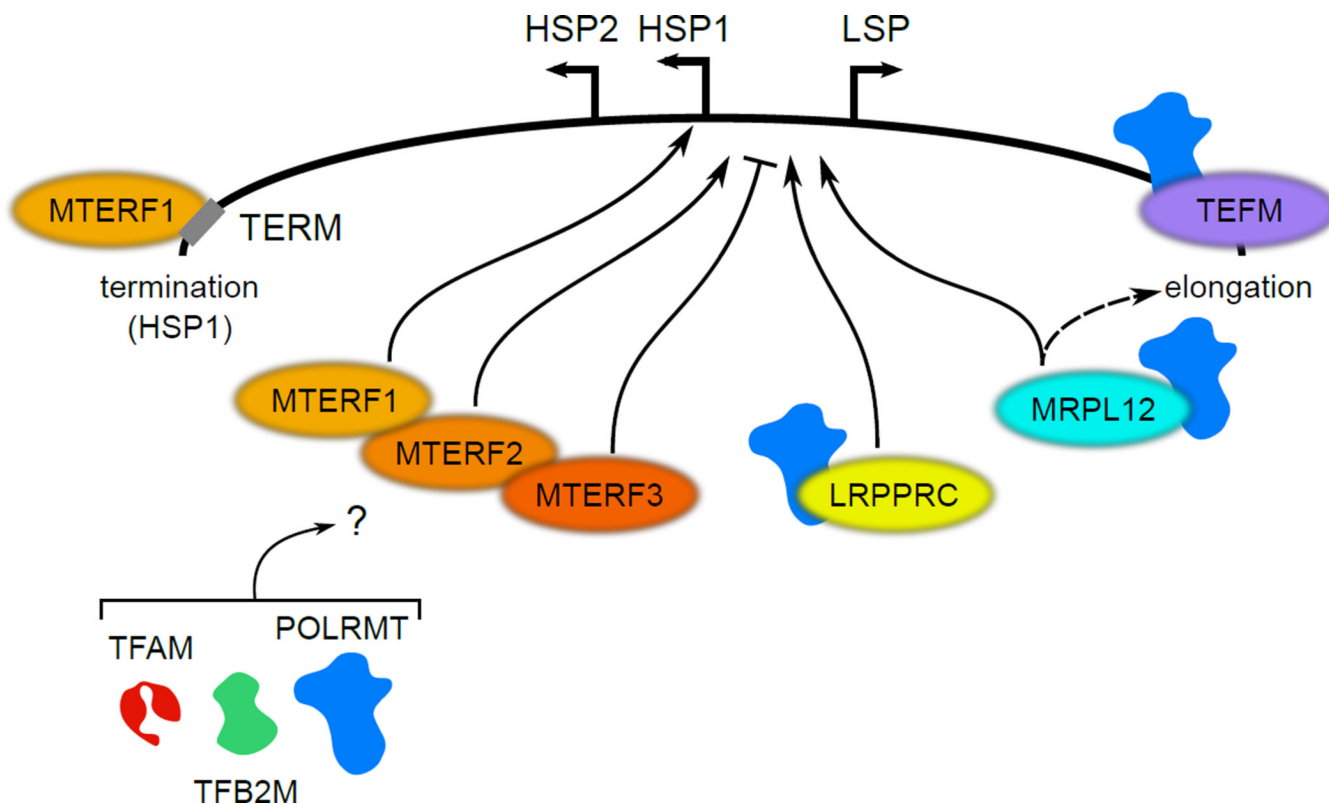 HSP2 HSP1 LSP
MTERF1
TERM
TEFM
termination
(HSP1)
elongation
MTERF1
MTERF2
MTERF3
LRPPRC
MRPL12
?
TFAM
POLRMT
TFB2M